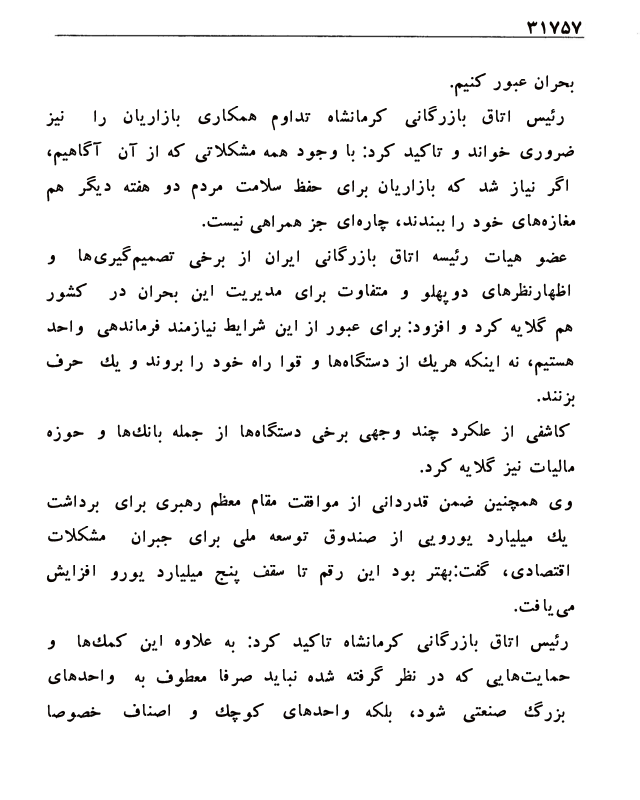 ۳۱۷۵۷
بحران عبور کنیم.
رئیس اتاق بازرگانی کرمانشاه تداوم همکاری بازاریان را نیز
ضروری خواند و تاکید کرد: با وجود همه مشکلاتی که از آن آگاهیم،
اگر نیاز شد که بازاریان برای حفظ سلامت مردم دو هفته دیگر هم
مغازه‌های خود را ببندند، چاره‌ای جز همراهی نیست.
عضو هیات رئیسه اتاق بازرگانی ایران از برخی تصمیم‌گیری‌ها و
اظهارنظرهای دوپهلو و متفاوت برای مدیریت این بحران در کشور
هم گلایه کرد و افزود: برای عبور از این شرایط نیازمند فرماندهی واحد
هستیم، نه اینکه هریك از دستگاه‌ها و قوا راه خود را بروند و یك حرف
بزنند.
کاشفی از علکرد چند وجهی برخی دستگاه‌ها از جمله بانك‌ها و حوزه
مالیات نیز گلایه کرد.
وی همچنین ضمن قدردانی از موافقت مقام معظم رهبری برای برداشت
یك میلیارد یورویی از صندوق توسعه ملی برای جبران مشکلات
اقتصادی، گفت:بهتر بود این رقم تا سقف پنج میلیارد یورو افزایش
می‌یافت.
رئیس اتاق بازرگانی کرمانشاه تاکید کرد: به علاوه این کمك‌ها و
حمایت‌هایی که در نظر گرفته شده نباید صرفا معطوف به واحدهای
بزرگ صنعتی شود، بلکه واحدهای کوچك و اصناف خصوصا